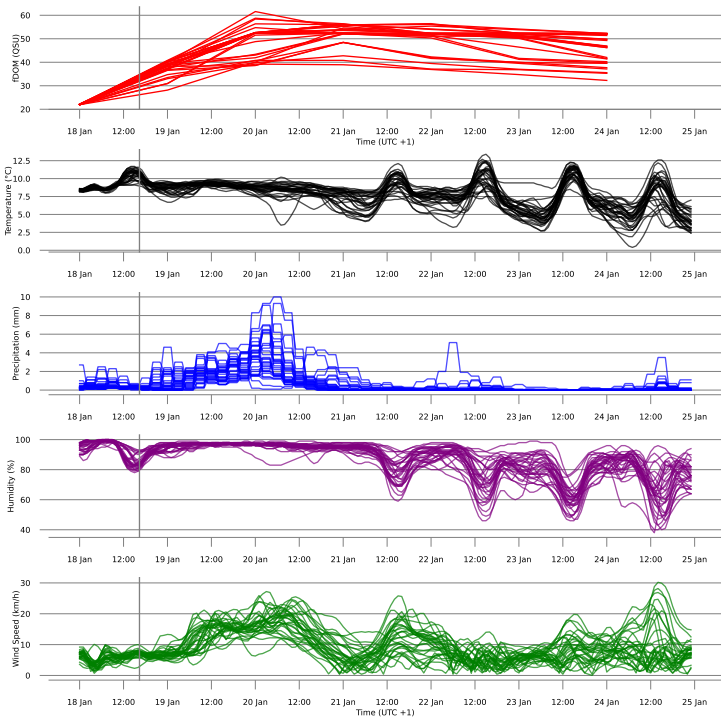 60
50
40
30
20
fDOM (QSU)
18 Jan 12:00 19 Jan 12:00 20 Jan 12:00 21 Jan 12:00 22 Jan 12:00 23 Jan 12:00 24 Jan 12:00 25 Jan
Time (UTC +1)
12.5
10.0
7.5
5.0
2.5
0.0
Temperature (°C)
18 Jan 12:00 19 Jan 12:00 20 Jan 12:00 21 Jan 12:00 22 Jan 12:00 23 Jan 12:00 24 Jan 12:00 25 Jan
10
8
6
4
2
0
Precipitation (mm)
18 Jan 12:00 19 Jan 12:00 20 Jan 12:00 21 Jan 12:00 22 Jan 12:00 23 Jan 12:00 24 Jan 12:00 25 Jan
100
80
60
40
Humidity (%)
18 Jan 12:00 19 Jan 12:00 20 Jan 12:00 21 Jan 12:00 22 Jan 12:00 23 Jan 12:00 24 Jan 12:00 25 Jan
30
20
10
0
Wind Speed (km/h)
18 Jan 12:00 19 Jan 12:00 20 Jan 12:00 21 Jan 12:00 22 Jan 12:00 23 Jan 12:00 24 Jan 12:00 25 Jan
Time (UTC +1)